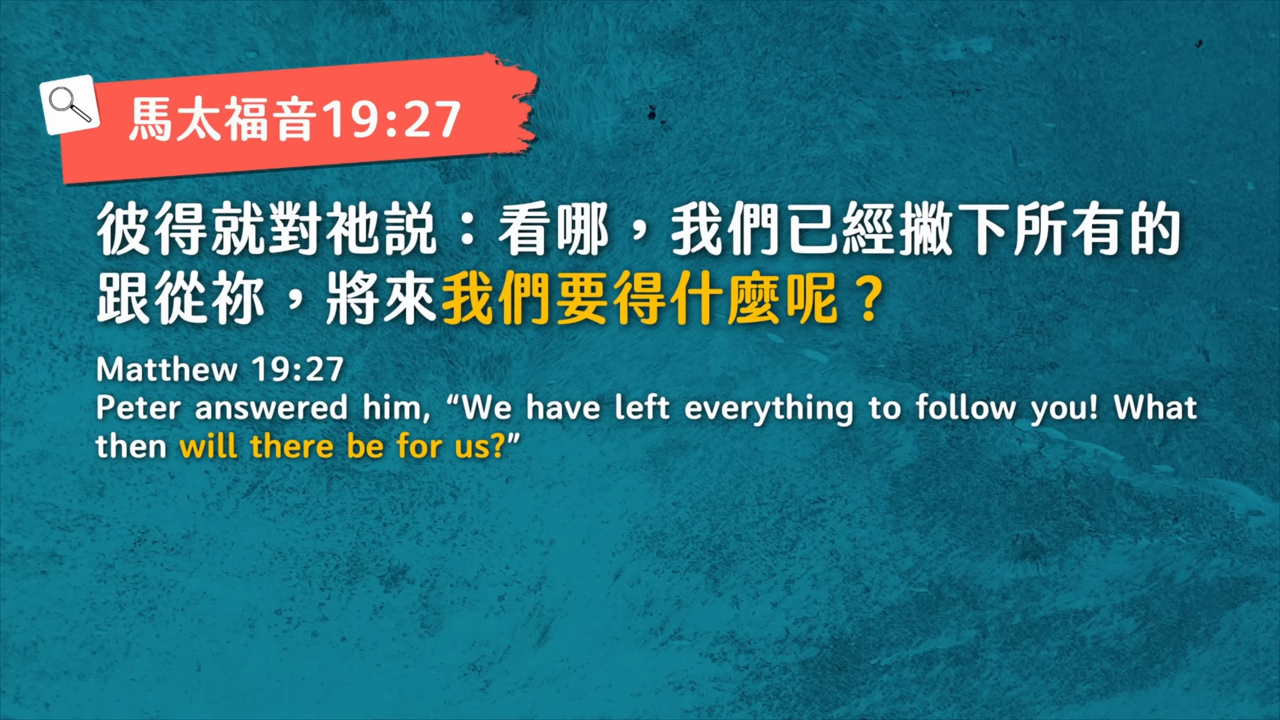 馬太福音19:27
彼得就對祂説：看哪，我們已經撇下所有的
跟從祢，將來我們要得什麼呢？
Matthew 19:27
Peter answered him, “We have left everything to follow you! What
then will there be for us?”